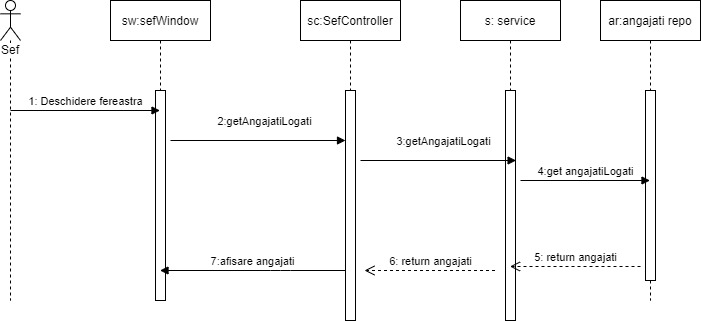 sw:sefWindow
sc:SefController
s: service
ar:angajati repo
Sef
1: Deschidere fereastra
2:getAngajatiLogati
3:getAngajatiLogati
4:get angajatiLogati
5: return angajati
6: return angajati
7:afisare angajati